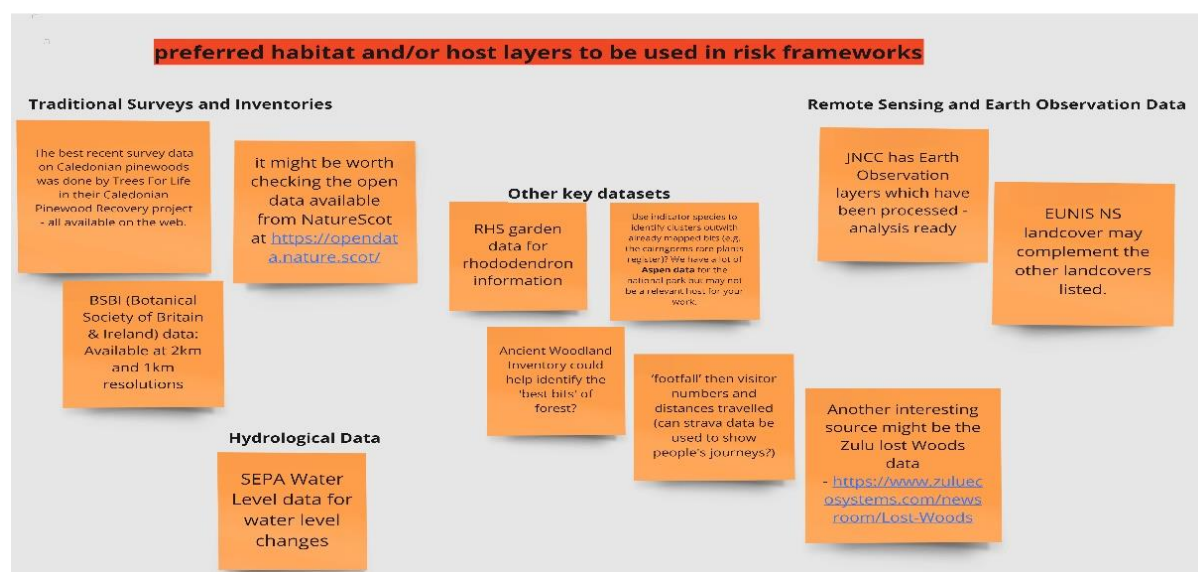 preferred habitat and/or host layers to be used in risk frameworks
Traditional Surveys and Inventories
The best recent survey data
on Caledonian pinewoods
was done by Trees For Life
in their Caledonian
Pinewood Recovery project
- all available on the web.
it might be worth
checking the open
data available
from NatureScot
at https://opendat
a.nature.scot/
BSBI (Botanical
Society of Britain
& Ireland) data:
Available at 2km
and 1km
resolutions
Hydrological Data
SEPA Water
Level data for
water level
changes
Other key datasets
RHS garden
data for
rhododendron
information
Use indicator species to
identify clusters outwith
already mapped bits (e.g.
the cairngorms rare plants
register)? We have a lot of
Aspen data for the
national park but may not
be a relevant host for your
work.
Ancient Woodland
Inventory could
help identify the
'best bits' of
forest?
'footfall' then visitor
numbers and
distances travelled
(can strava data be
used to show
people's journeys?)
Remote Sensing and Earth Observation Data
JNCC has Earth
Observation
layers which have
been processed -
analysis ready
EUNIS NS
landcover may
complement the
other landcovers
listed.
Another interesting
source might be the
Zulu lost Woods
data
- https://www.zuluec
osystems.com/news
room/Lost-Woods